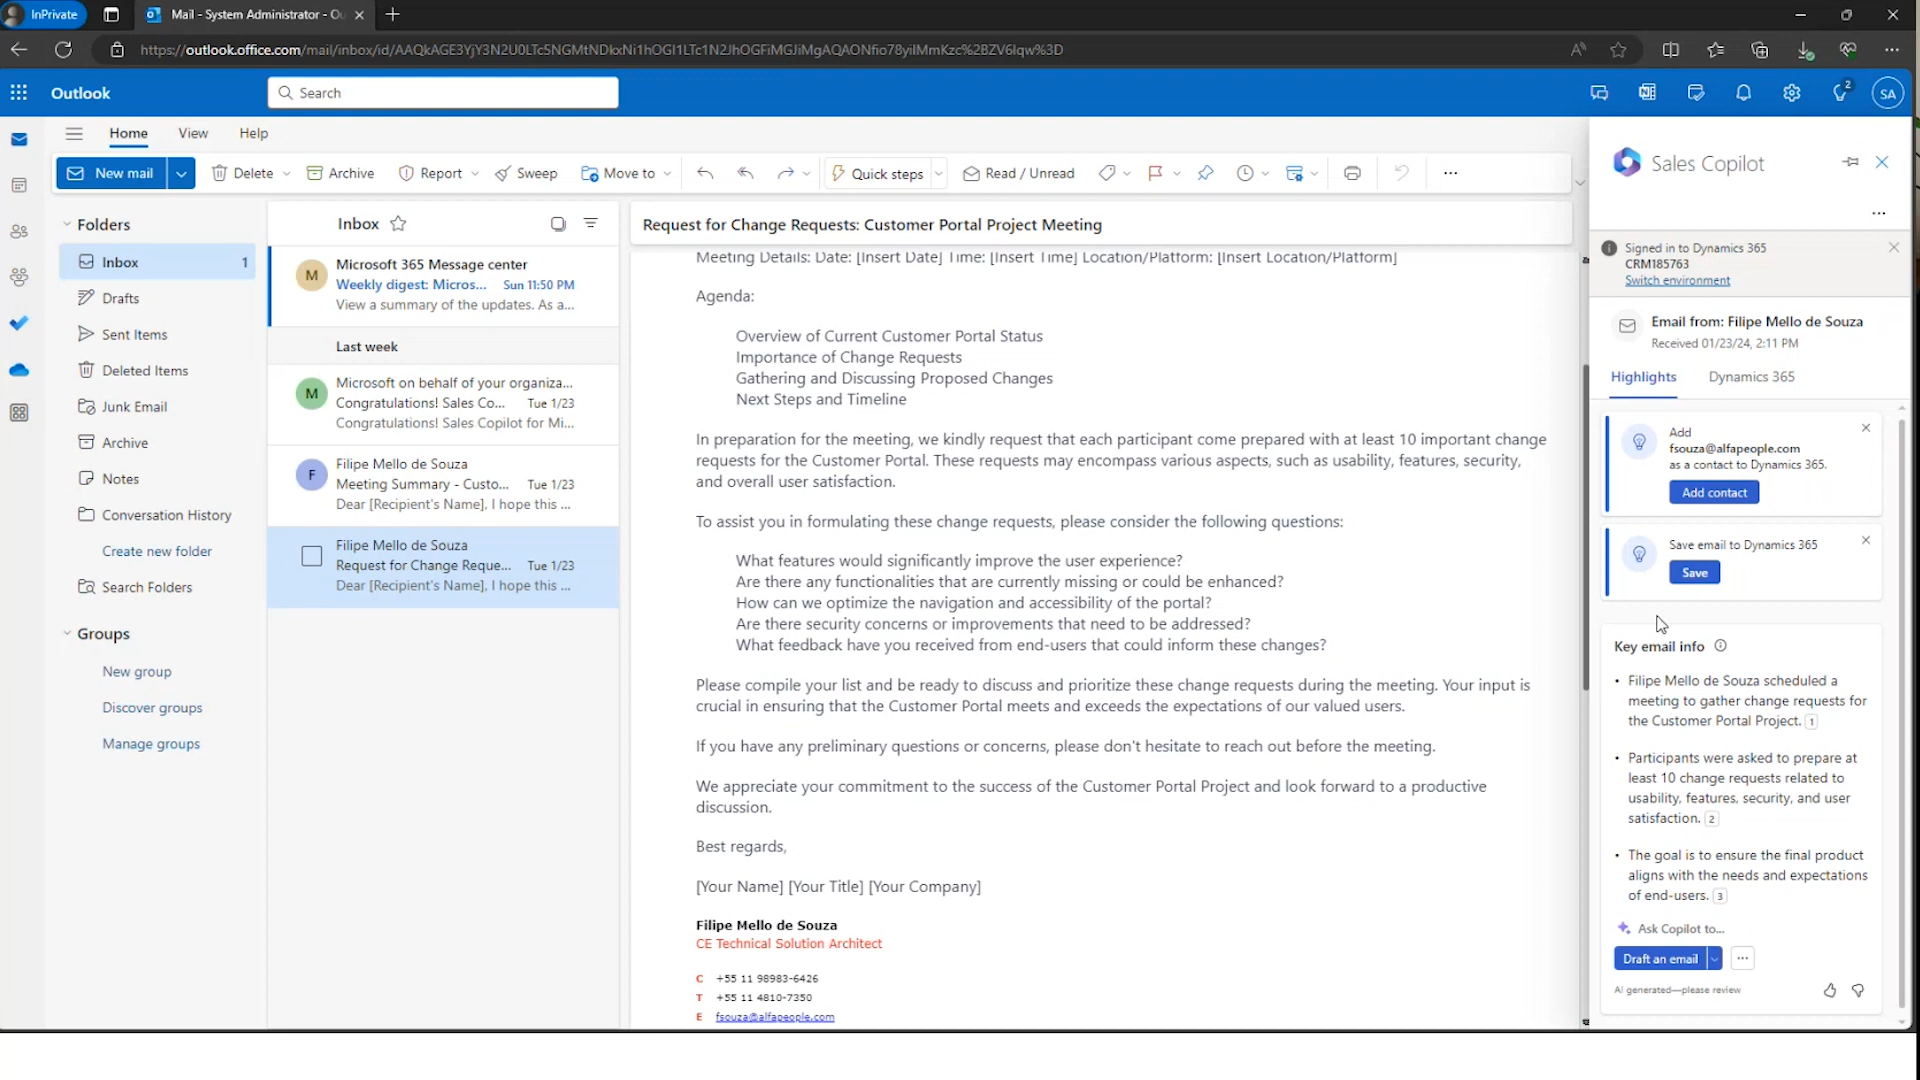 InPrivate
Mail - System Administrator - Ou
https://outlook.office.com/mail/inbox/id/
Outlook
Search
2
SA
Home
View
Help
New mail
Delete
Archive
Report
Sweep
Move to
Quick steps
Read / Unread
Folders
Inbox 1
Drafts
Sent Items
Deleted Items
Junk Email
Archive
Notes
Conversation History
Create new folder
Search Folders
Groups
New group
Discover groups
Manage groups
Inbox
M
Microsoft 365 Message center
Weekly digest: Micros... Sun 11:50 PM
View a summary of the updates. As a...
Last week
M
Microsoft on behalf of your organiza...
Congratulations! Sales Co... Tue 1/23
Congratulations! Sales Copilot for Mi...
F
Filipe Mello de Souza
Meeting Summary - Custo... Tue 1/23
Dear [Recipient's Name], I hope this ...
Filipe Mello de Souza
Request for Change Reque... Tue 1/23
Dear [Recipient's Name], I hope this ...
Request for Change Requests: Customer Portal Project Meeting
Meeting Details: Date: [Insert Date] Time: [Insert Time] Location/Platform: [Insert Location/Platform]
Agenda:
Overview of Current Customer Portal Status
Importance of Change Requests
Gathering and Discussing Proposed Changes
Next Steps and Timeline
In preparation for the meeting, we kindly request that each participant come prepared with at least 10 important change
requests for the Customer Portal. These requests may encompass various aspects, such as usability, features, security,
and overall user satisfaction.
To assist you in formulating these change requests, please consider the following questions:
What features would significantly improve the user experience?
Are there any functionalities that are currently missing or could be enhanced?
How can we optimize the navigation and accessibility of the portal?
Are there security concerns or improvements that need to be addressed?
What feedback have you received from end-users that could inform these changes?
Please compile your list and be ready to discuss and prioritize these change requests during the meeting. Your input is
crucial in ensuring that the Customer Portal meets and exceeds the expectations of our valued users.
If you have any preliminary questions or concerns, please don't hesitate to reach out before the meeting.
We appreciate your commitment to the success of the Customer Portal Project and look forward to a productive
discussion.
Best regards,
[Your Name] [Your Title] [Your Company]
Filipe Mello de Souza
CE Technical Solution Architect
C +55 11 98983-6426
T +55 11 4810-7350
E fsouza@alfapeople.com
Sales Copilot
Signed in to Dynamics 365
CRM185763
Switch environment
Email from: Filipe Mello de Souza
Received 01/23/24, 2:11 PM
Highlights
Dynamics 365
Add
fsouza@alfapeople.com
as a contact to Dynamics 365.
Add contact
Save email to Dynamics 365
Save
Key email info
• Filipe Mello de Souza scheduled a
meeting to gather change requests for
the Customer Portal Project. 1
• Participants were asked to prepare at
least 10 change requests related to
usability, features, security, and user
satisfaction. 2
• The goal is to ensure the final product
aligns with the needs and expectations
of end-users. 3
Ask Copilot to...
Draft an email
AI generated—please review